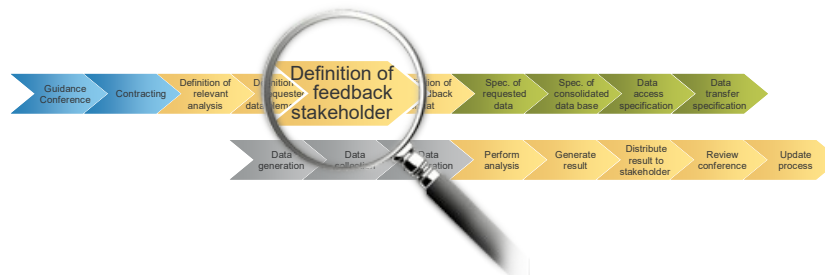 Guidance
Conference
Contracting
Definition of
relevant
analysis
Definition of
feedback
stakeholder
Spec. of
requested
data
Spec. of
consolidated
data base
Data
access
specification
Data
transfer
specification
Data
generation
Data
Data
Perform
analysis
Generate
result
Distribute
result to
stakeholder
Review
conference
Update
process